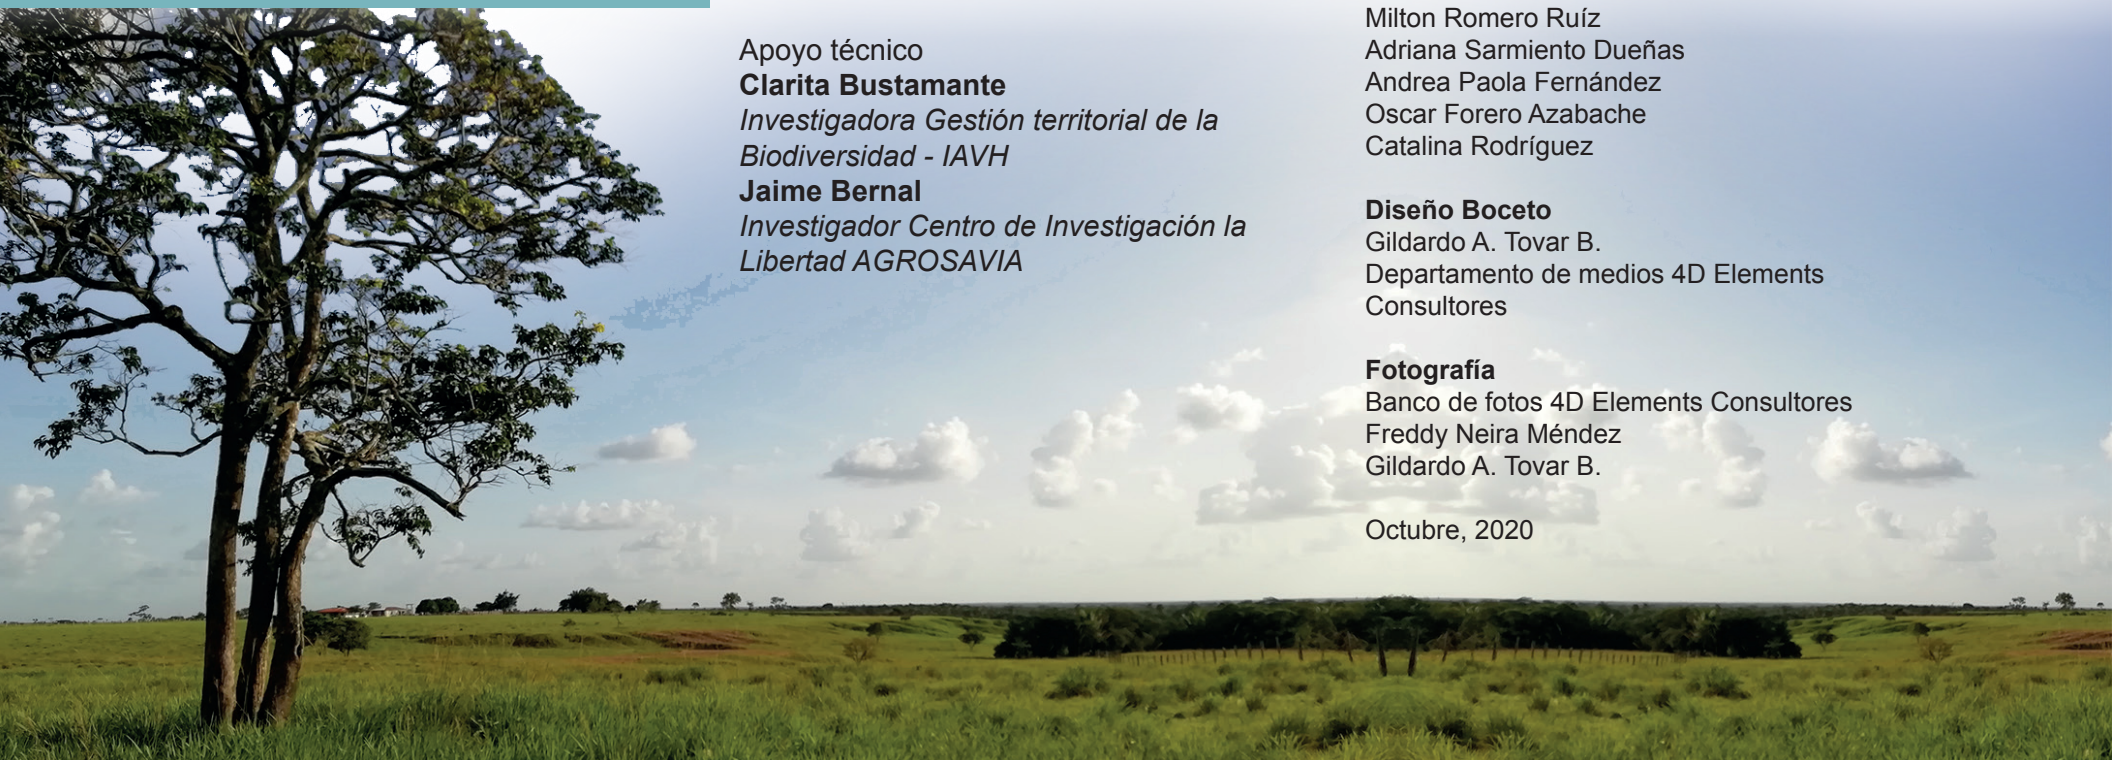 Apoyo técnico
Clarita Bustamante
Investigadora Gestión territorial de la
Biodiversidad - IAVH
Jaime Bernal
Investigador Centro de Investigación la
Libertad AGROSAVIA
Milton Romero Ruíz
Adriana Sarmiento Dueñas
Andrea Paola Fernández
Oscar Forero Azabache
Catalina Rodríguez
Diseño Boceto
Gildardo A. Tovar B.
Departamento de medios 4D Elements
Consultores
Fotografía
Banco de fotos 4D Elements Consultores
Freddy Neira Méndez
Gildardo A. Tovar B.
Octubre, 2020